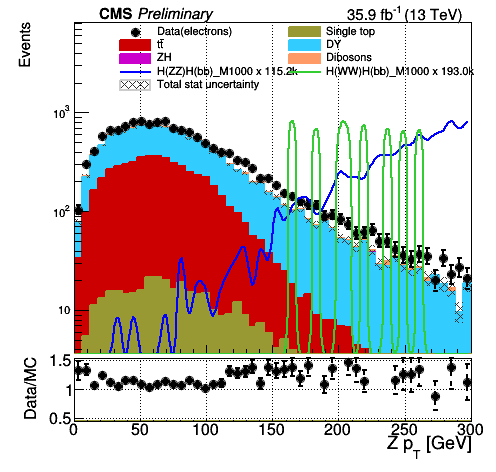 CMS Preliminary 35.9 fb⁻¹ (13 TeV)
Data(electrons) Single top
tt̄ DY
ZH Dibosons
H(ZZ)H(bb)_M1000 x 115.2k H(WW)H(bb)_M1000 x 193.0k
Total stat uncertainty
Events
10³
10²
10
Data/MC
1.5
1
0.5
0 50 100 150 200 250 300
Z p_T [GeV]